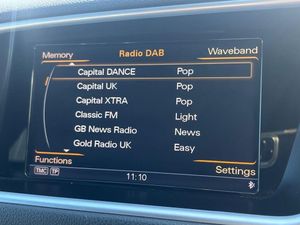 Memory Radio DAB Waveband
Capital DANCE Pop
Capital UK Pop
Capital XTRA Pop
Classic FM Light
GB News Radio News
Gold Radio UK Easy
Functions Settings
TMC TP 11:10